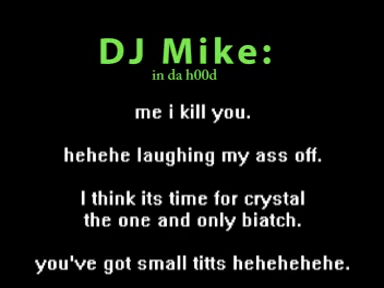 DJ Mike:
in da h00d
me i kill you.
hehehe laughing my ass off.
I think its time for crystal
the one and only biatch.
you've got small titts hehehehehe.